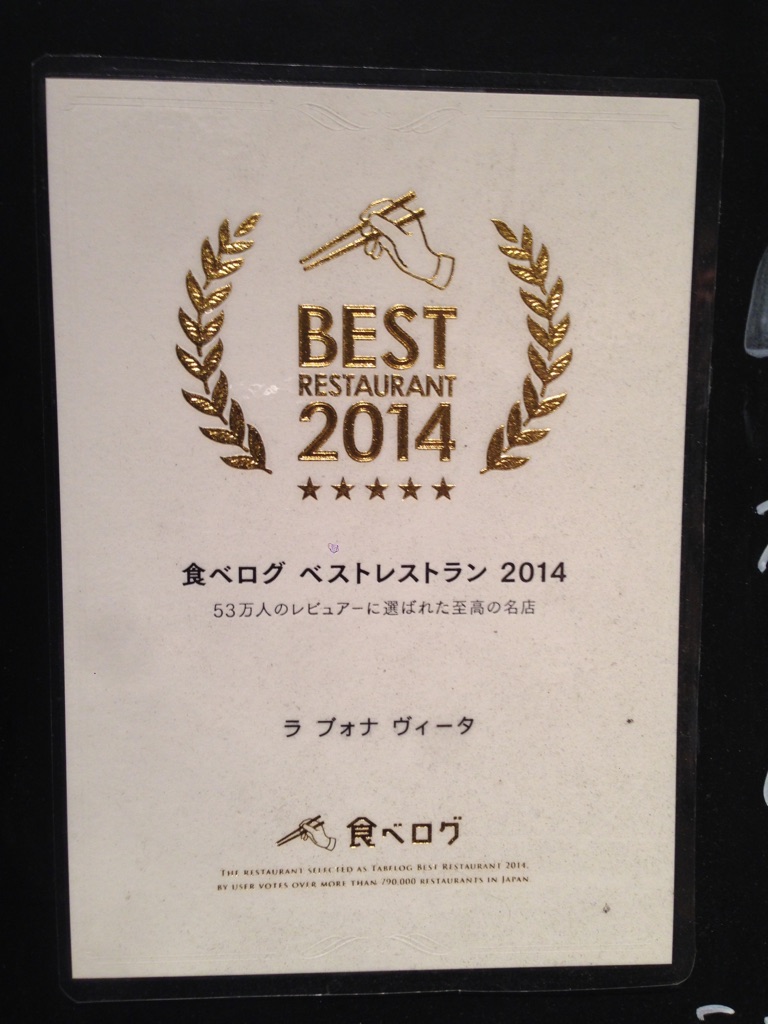 BEST
RESTAURANT
2014
食べログ ベストレストラン 2014
53万人のレビュアーに選ばれた至高の名店
ラ ブォナ ヴィータ
食べログ
THE RESTAURANT SELECTED AS TABELOG BEST RESTAURANT 2014,
BY USER VOTES OVER MORE THAN 790,000 RESTAURANTS IN JAPAN